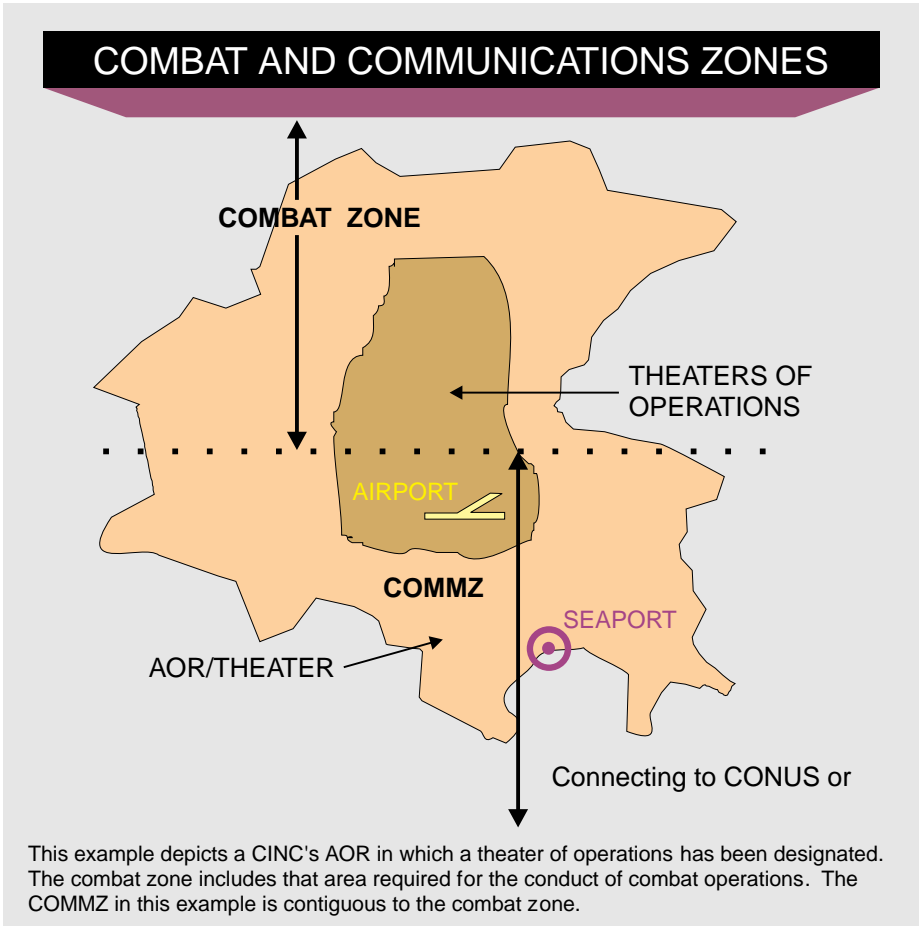 COMBAT AND COMMUNICATIONS ZONES
COMBAT ZONE
THEATERS OF
OPERATIONS
AIRPORT
COMMZ
SEAPORT
AOR/THEATER
Connecting to CONUS or
This example depicts a CINC's AOR in which a theater of operations has been designated.
The combat zone includes that area required for the conduct of combat operations. The
COMMZ in this example is contiguous to the combat zone.